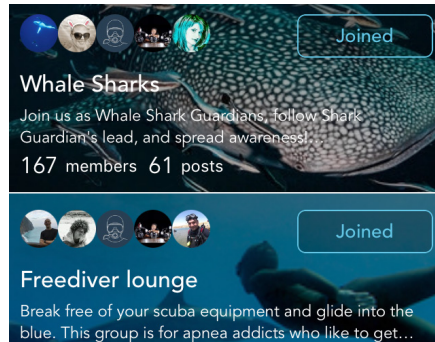 Joined
Whale Sharks
Join us as Whale Shark Guardians, follow Shark
Guardian's lead, and spread awareness!...
167 members 61 posts
Joined
Freediver lounge
Break free of your scuba equipment and glide into the
blue. This group is for apnea addicts who like to get...